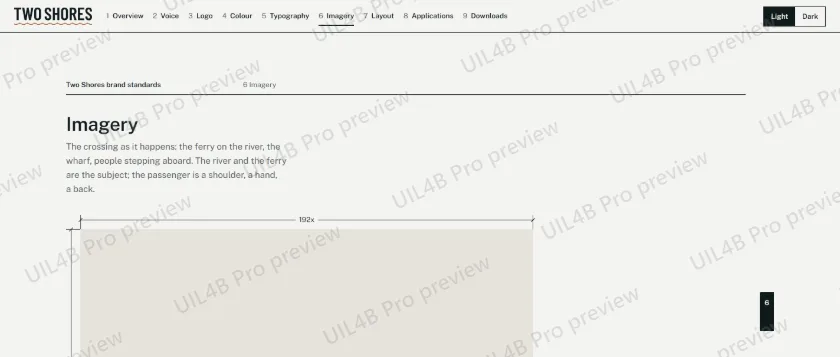 TWO SHORES
1 Overview 2 Voice 3 Logo 4 Colour 5 Typography 6 Imagery 7 Layout 8 Applications 9 Downloads
Light Dark
Two Shores brand standards 6 Imagery
Imagery
The crossing as it happens: the ferry on the river, the
wharf, people stepping aboard. The river and the ferry
are the subject; the passenger is a shoulder, a hand,
a back.
192x
6
UIL4B Pro preview